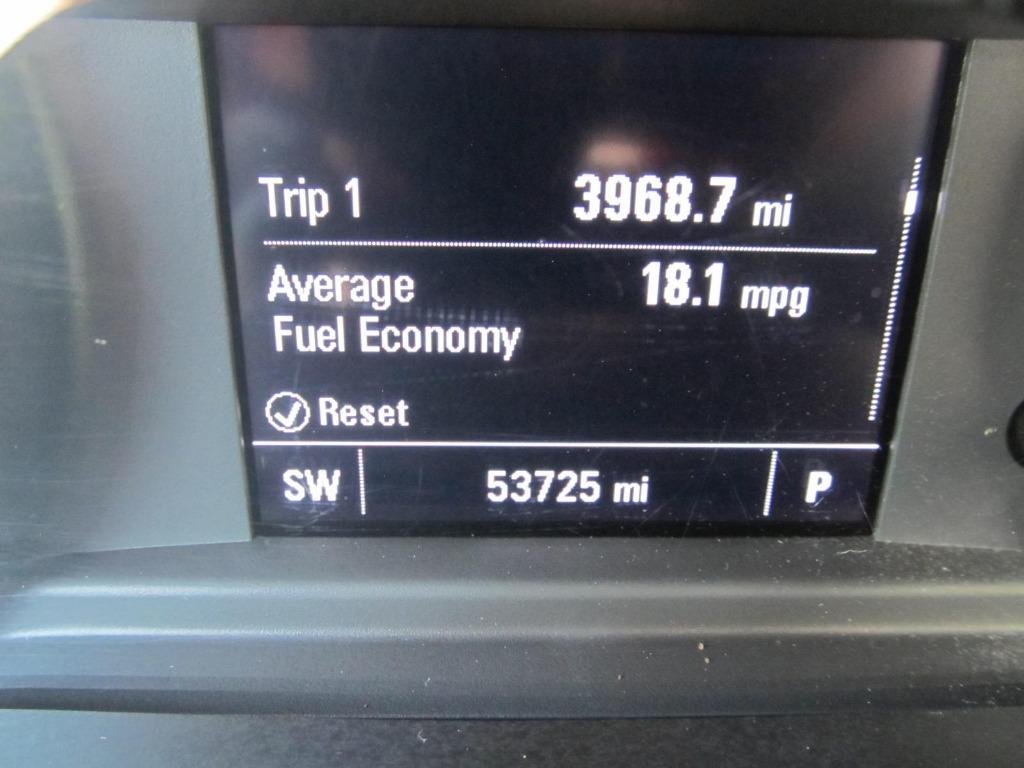 Trip 1 3968.7 mi
Average 18.1 mpg
Fuel Economy
Reset
SW 53725 mi P